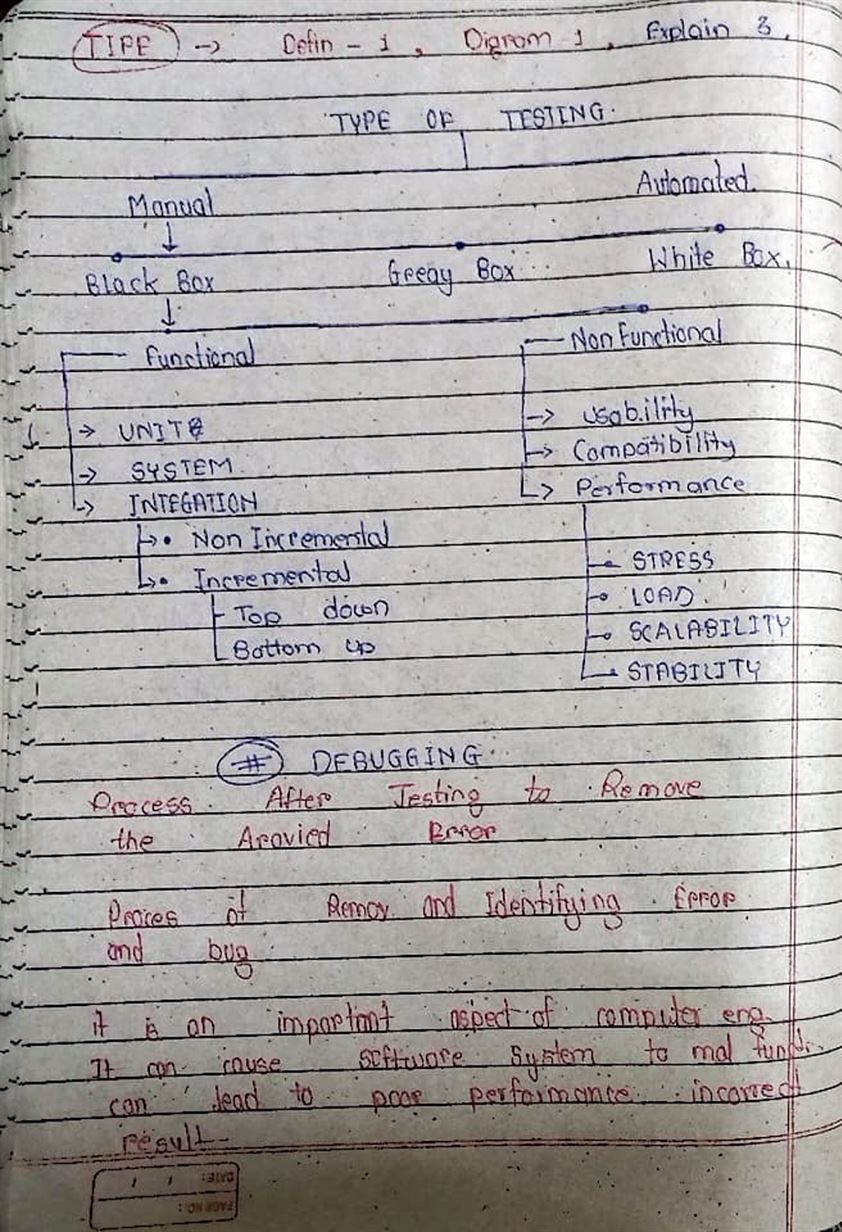 TIPE → Defin - 1, Digram 1, Explain 3.
TYPE OF TESTING.
Manual Automated.
Black Box Greay Box White Box.
Functional Non Functional
→ UNIT → Usability
→ SYSTEM. → Compatibility
→ INTEGATION → Performance
• Non Incremental
• Incremental STRESS
Top down LOAD.
Bottom up SCALABILITY
STABILITY
# DEBUGGING.
Process. After Testing to Remove
the Aravied Error
Proces of Remov and Identifying Error
and bug
it is an important aspect of computer eng.
It can cause software System to mal funct.
can lead to poor performance incorrect
result.
PAGE NO.:
DATE: / /